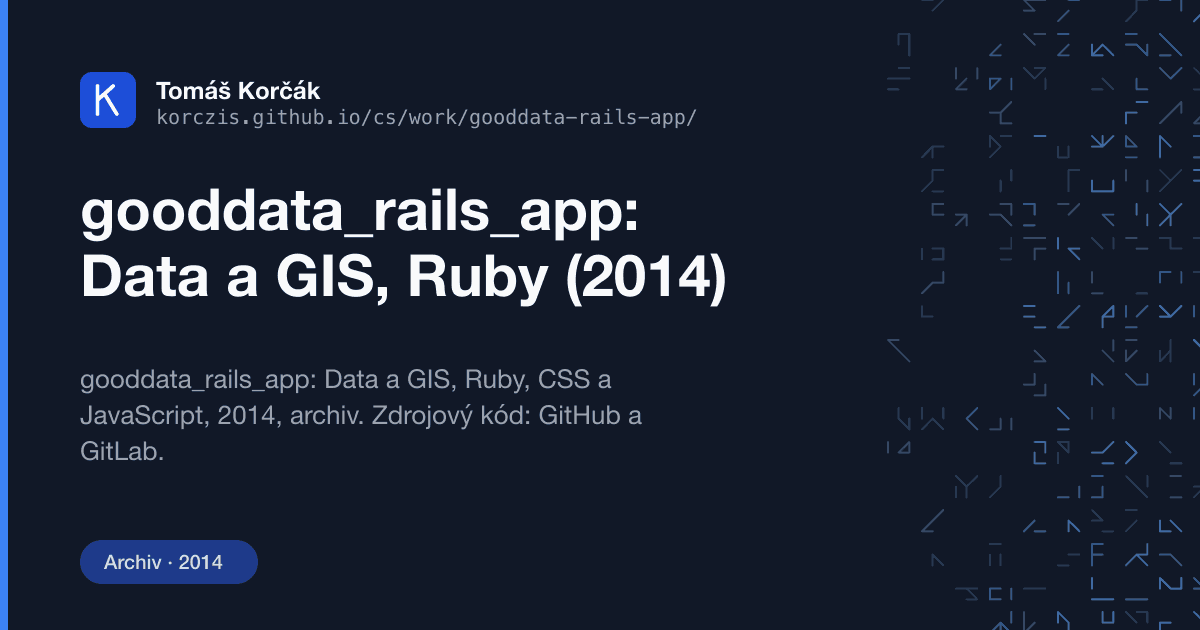 K
Tomáš Korčák
korczis.github.io/cs/work/gooddata-rails-app/
gooddata_rails_app:
Data a GIS, Ruby (2014)
gooddata_rails_app: Data a GIS, Ruby, CSS a
JavaScript, 2014, archiv. Zdrojový kód: GitHub a
GitLab.
Archiv · 2014